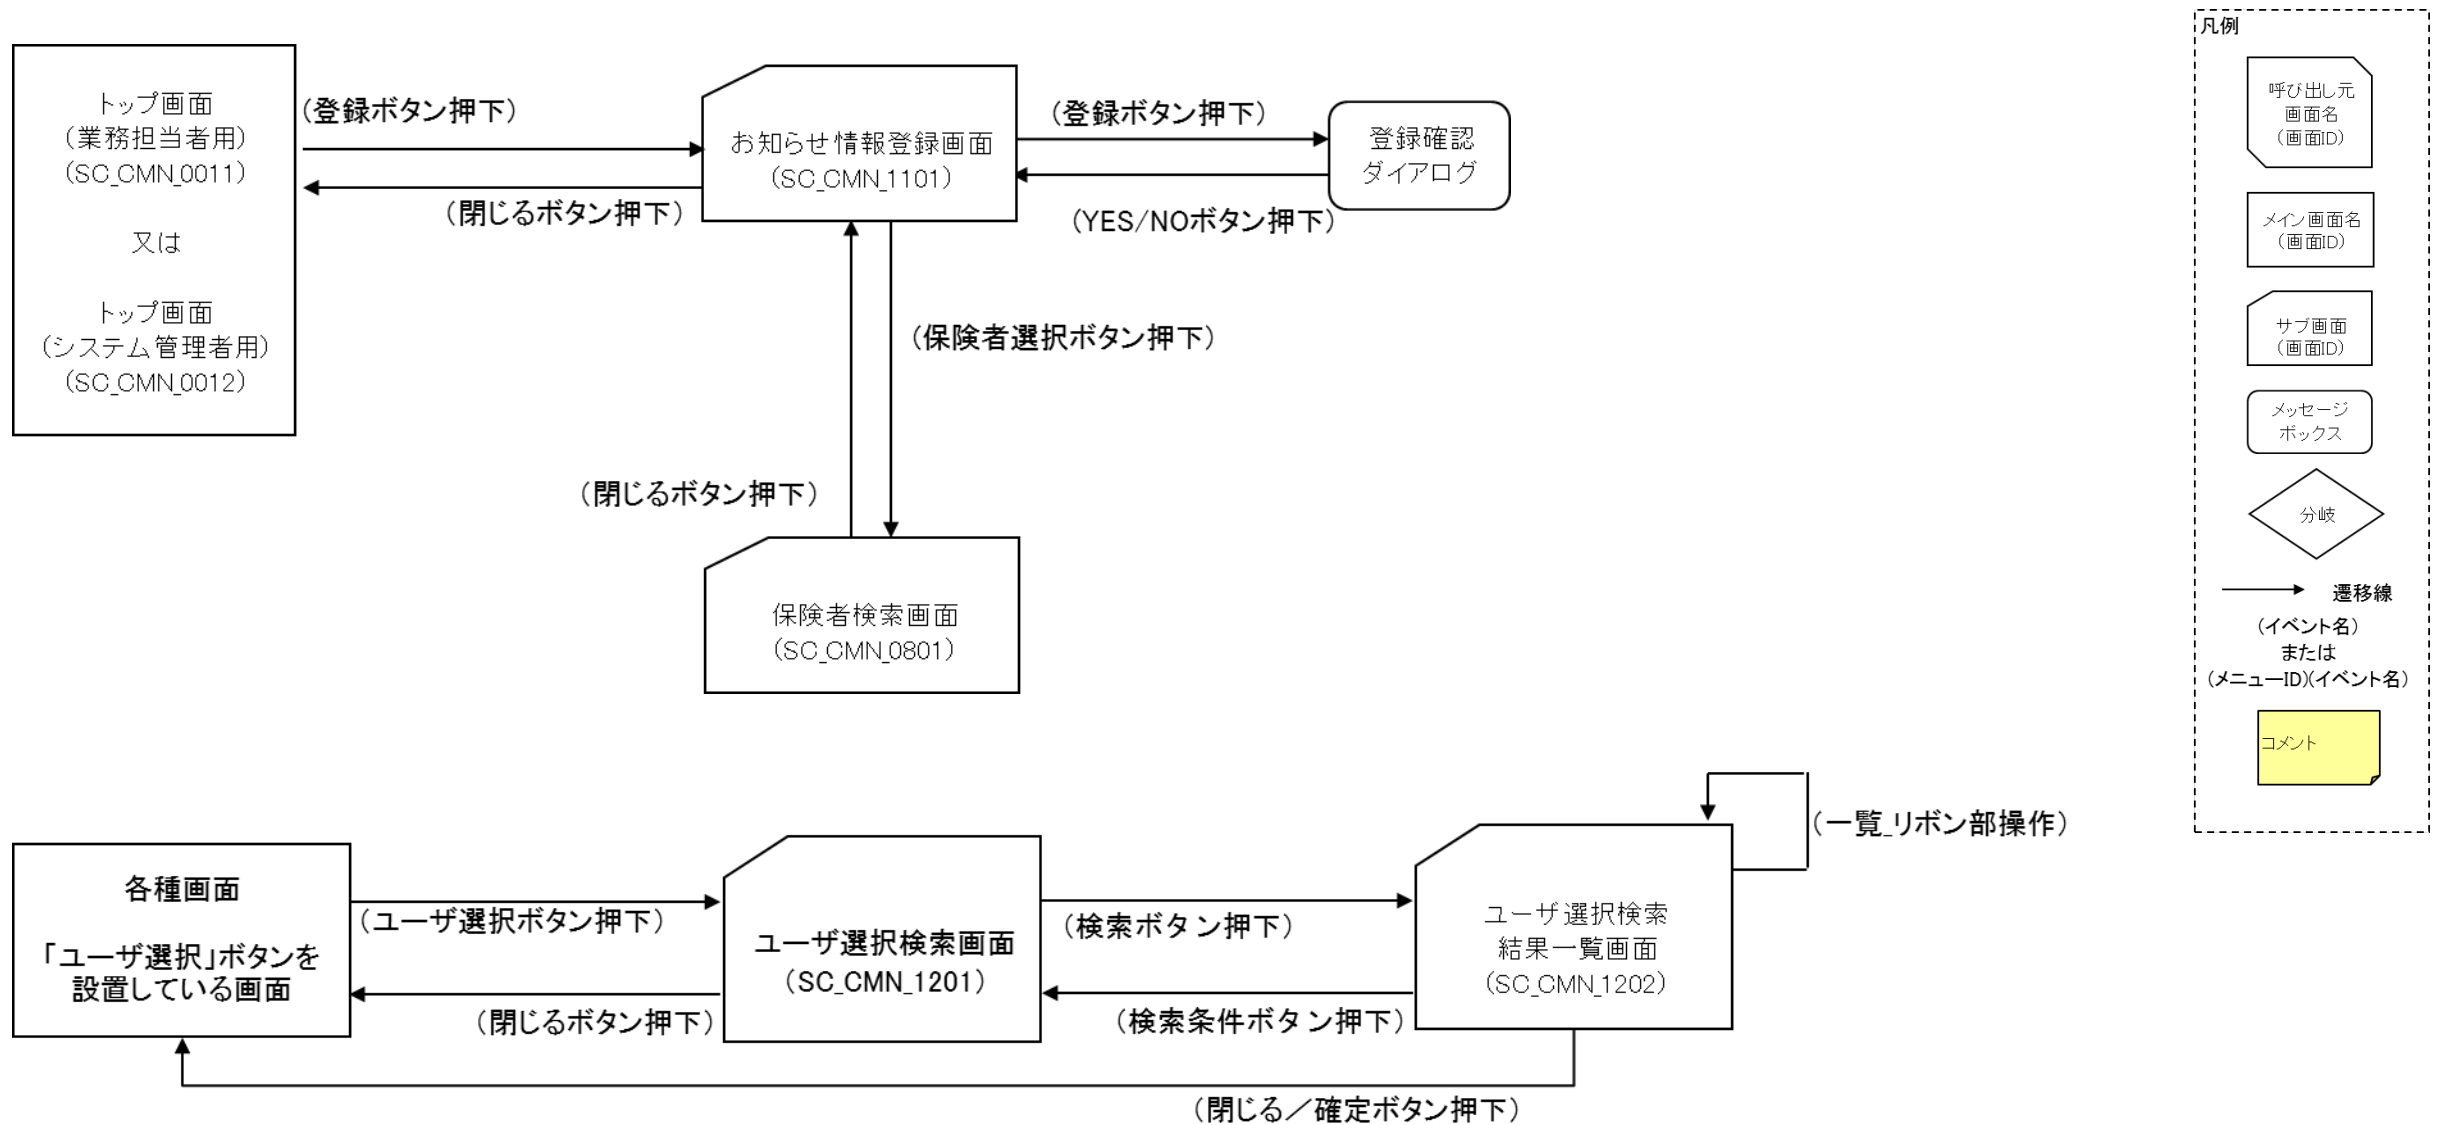 トップ画面
(業務担当者用)
(SC_CMN_0011)
又は
トップ画面
(システム管理者用)
(SC_CMN_0012)
(登録ボタン押下)
(閉じるボタン押下)
お知らせ情報登録画面
(SC_CMN_1101)
(登録ボタン押下)
(YES/NOボタン押下)
登録確認
ダイアログ
(保険者選択ボタン押下)
(閉じるボタン押下)
保険者検索画面
(SC_CMN_0801)
各種画面
「ユーザ選択」ボタンを
設置している画面
(ユーザ選択ボタン押下)
(閉じるボタン押下)
ユーザ選択検索画面
(SC_CMN_1201)
(検索ボタン押下)
(検索条件ボタン押下)
ユーザ選択検索
結果一覧画面
(SC_CMN_1202)
(一覧_リボン部操作)
(閉じる／確定ボタン押下)
凡例
呼び出し元
画面名
(画面ID)
メイン画面名
(画面ID)
サブ画面
(画面ID)
メッセージ
ボックス
分岐
遷移線
(イベント名)
または
(メニューID)(イベント名)
コメント